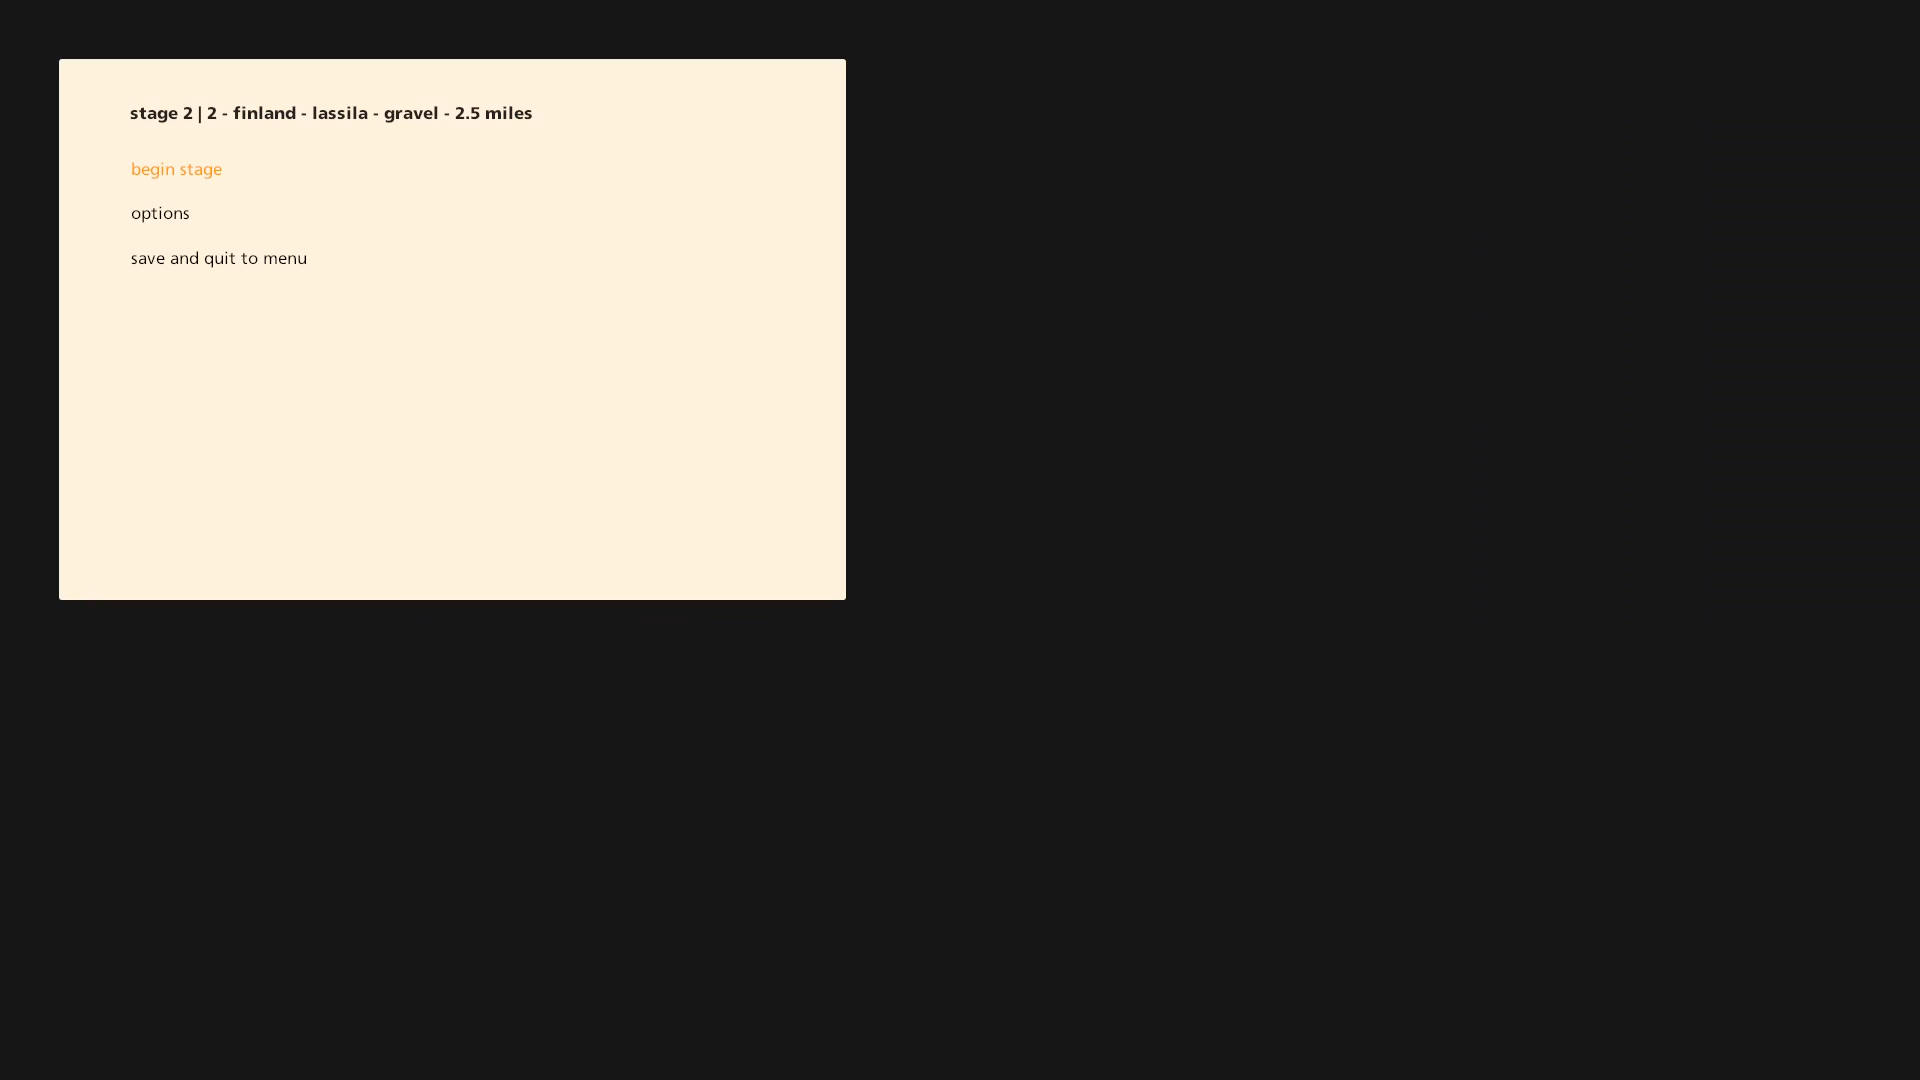 stage 2 | 2 - finland - lassila - gravel - 2.5 miles
begin stage
options
save and quit to menu